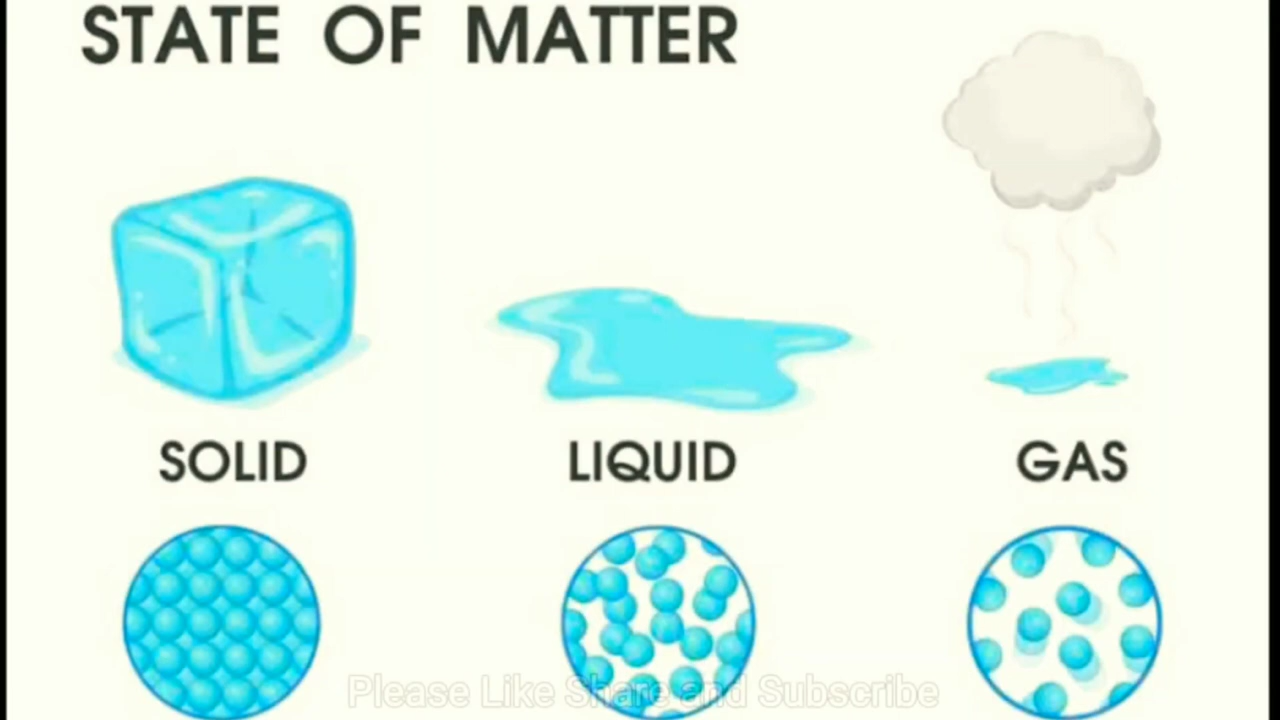 STATE OF MATTER
SOLID
LIQUID
GAS
Please Like Share and Subscribe